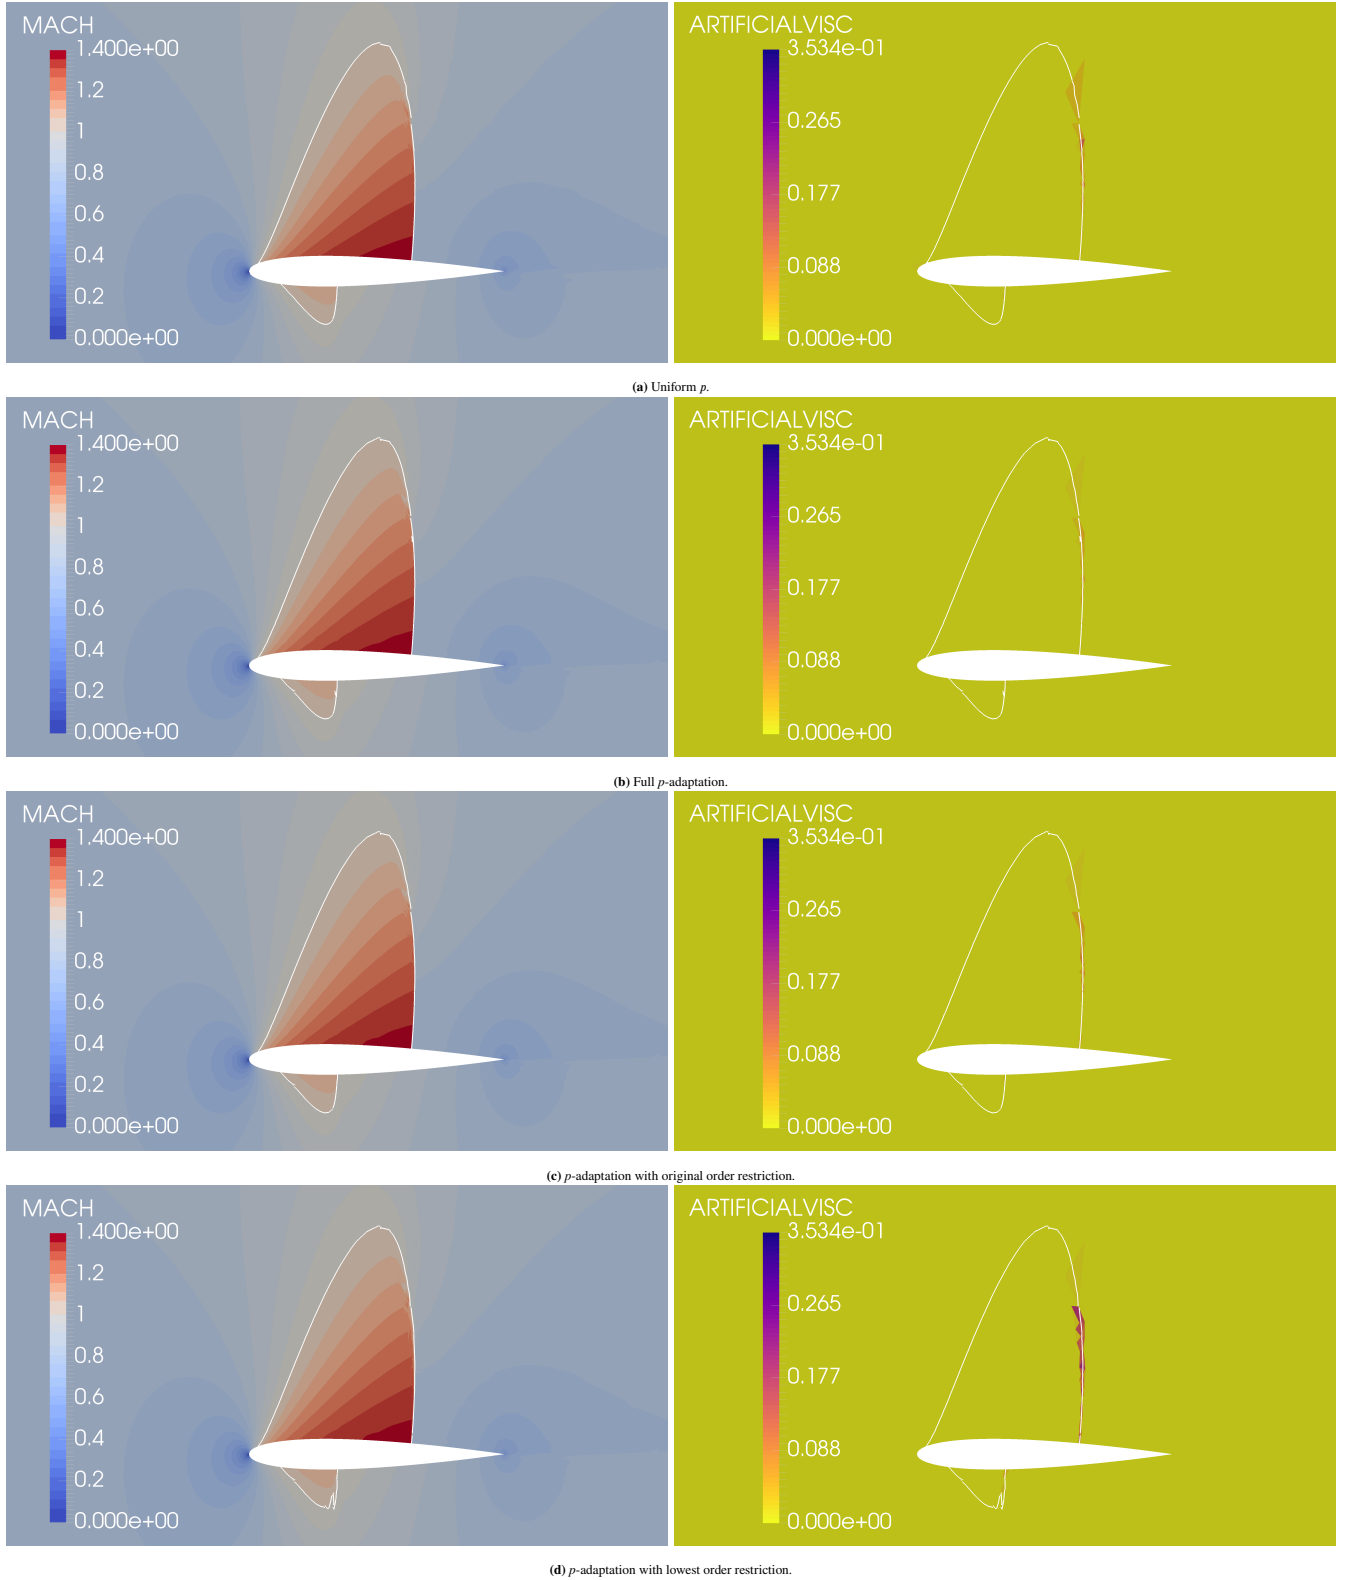 MACH
1.400e+00
1.2
1
0.8
0.6
0.4
0.2
0.000e+00
ARTIFICIALVISC
3.534e-01
0.265
0.177
0.088
0.000e+00
(a) Uniform p.
MACH
1.400e+00
1.2
1
0.8
0.6
0.4
0.2
0.000e+00
ARTIFICIALVISC
3.534e-01
0.265
0.177
0.088
0.000e+00
(b) Full p-adaptation.
MACH
1.400e+00
1.2
1
0.8
0.6
0.4
0.2
0.000e+00
ARTIFICIALVISC
3.534e-01
0.265
0.177
0.088
0.000e+00
(c) p-adaptation with original order restriction.
MACH
1.400e+00
1.2
1
0.8
0.6
0.4
0.2
0.000e+00
ARTIFICIALVISC
3.534e-01
0.265
0.177
0.088
0.000e+00
(d) p-adaptation with lowest order restriction.